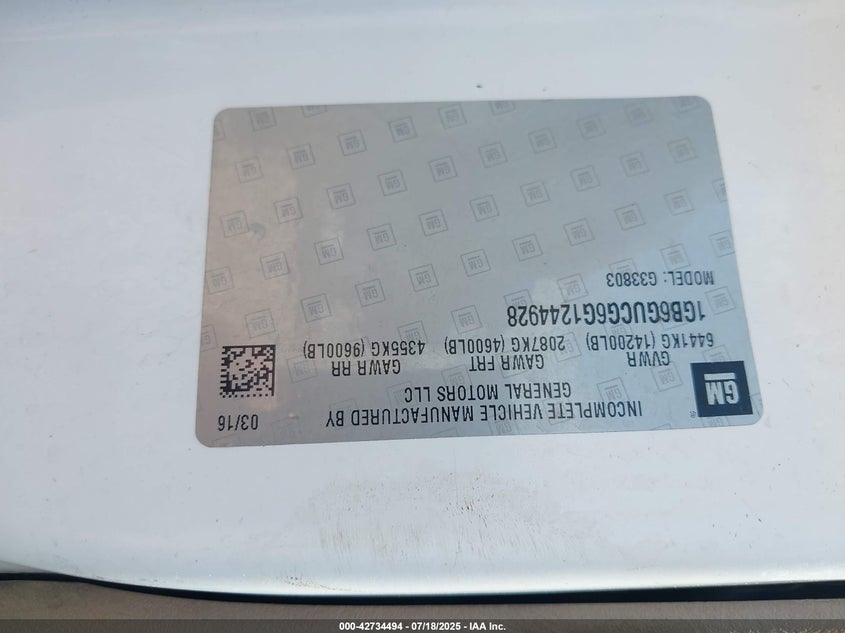 03/16
INCOMPLETE VEHICLE MANUFACTURED BY
GENERAL MOTORS LLC
GM
®
GVWR GAWR FRT GAWR RR
6441KG (14200LB) 2087KG (4600LB) 4355KG (9600LB)
1GB6GUCG6G1244928
MODEL: G33803
000-42734494 - 07/18/2025 - IAA Inc.